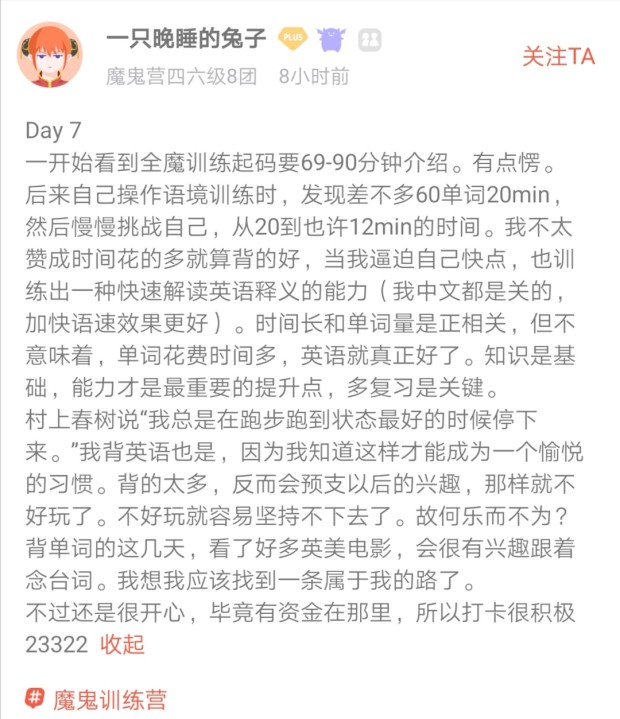 一只晚睡的兔子 PLUS
关注TA
魔鬼营四六级8团 8小时前
Day 7
一开始看到全魔训练起码要69-90分钟介绍。有点愣。
后来自己操作语境训练时，发现差不多60单词20min，
然后慢慢挑战自己，从20到也许12min的时间。我不太
赞成时间花的多就算背的好，当我逼迫自己快点，也训
练出一种快速解读英语释义的能力（我中文都是关的，
加快语速效果更好）。时间长和单词量是正相关，但不
意味着，单词花费时间多，英语就真正好了。知识是基
础，能力才是最重要的提升点，多复习是关键。
村上春树说“我总是在跑步跑到状态最好的时候停下
来。”我背英语也是，因为我知道这样才能成为一个愉悦
的习惯。背的太多，反而会预支以后的兴趣，那样就不
好玩了。不好玩就容易坚持不下去了。故何乐而不为？
背单词的这几天，看了好多英美电影，会很有兴趣跟着
念台词。我想我应该找到一条属于我的路了。
不过还是很开心，毕竟有资金在那里，所以打卡很积极
23322 收起
# 魔鬼训练营